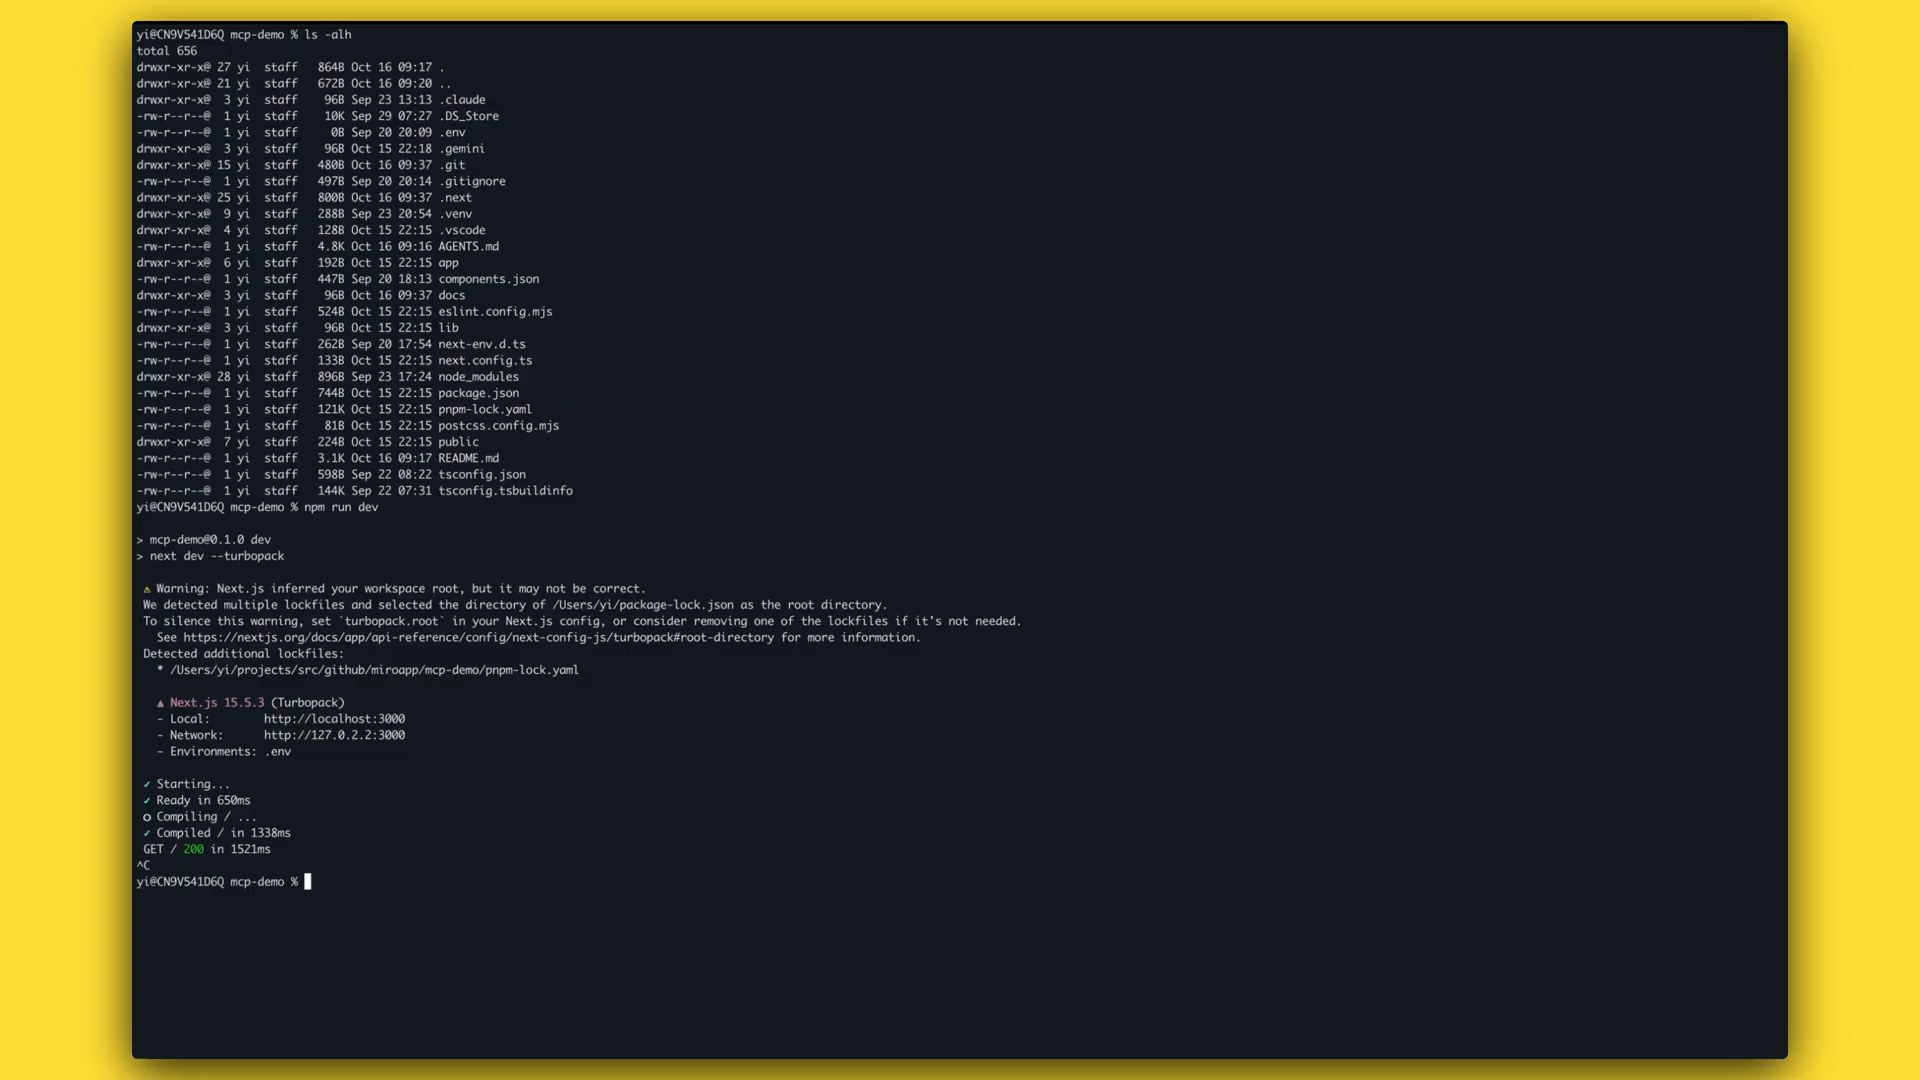 yi@CN9V541D6Q mcp-demo % ls -alh
total 656
drwxr-xr-x@ 27 yi  staff   864B Oct 16 09:17 .
drwxr-xr-x@ 21 yi  staff   672B Oct 16 09:20 ..
drwxr-xr-x@  3 yi  staff    96B Sep 23 13:13 .claude
-rw-r--r--@  1 yi  staff    10K Sep 29 07:27 .DS_Store
-rw-r--r--@  1 yi  staff     0B Sep 20 20:09 .env
drwxr-xr-x@  3 yi  staff    96B Oct 15 22:18 .gemini
drwxr-xr-x@ 15 yi  staff   480B Oct 16 09:37 .git
-rw-r--r--@  1 yi  staff   497B Sep 20 20:14 .gitignore
drwxr-xr-x@ 25 yi  staff   800B Oct 16 09:37 .next
drwxr-xr-x@  9 yi  staff   288B Sep 23 20:54 .venv
drwxr-xr-x@  4 yi  staff   128B Oct 15 22:15 .vscode
-rw-r--r--@  1 yi  staff   4.8K Oct 16 09:16 AGENTS.md
drwxr-xr-x@  6 yi  staff   192B Oct 15 22:15 app
-rw-r--r--@  1 yi  staff   447B Sep 20 18:13 components.json
drwxr-xr-x@  3 yi  staff    96B Oct 16 09:37 docs
-rw-r--r--@  1 yi  staff   524B Oct 15 22:15 eslint.config.mjs
drwxr-xr-x@  3 yi  staff    96B Oct 15 22:15 lib
-rw-r--r--@  1 yi  staff   262B Sep 20 17:54 next-env.d.ts
-rw-r--r--@  1 yi  staff   133B Oct 15 22:15 next.config.ts
drwxr-xr-x@ 28 yi  staff   896B Sep 23 17:24 node_modules
-rw-r--r--@  1 yi  staff   744B Oct 15 22:15 package.json
-rw-r--r--@  1 yi  staff   121K Oct 15 22:15 pnpm-lock.yaml
-rw-r--r--@  1 yi  staff    81B Oct 15 22:15 postcss.config.mjs
drwxr-xr-x@  7 yi  staff   224B Oct 15 22:15 public
-rw-r--r--@  1 yi  staff   3.1K Oct 16 09:17 README.md
-rw-r--r--@  1 yi  staff   598B Sep 22 08:22 tsconfig.json
-rw-r--r--@  1 yi  staff   144K Sep 22 07:31 tsconfig.tsbuildinfo
yi@CN9V541D6Q mcp-demo % npm run dev
> mcp-demo@0.1.0 dev
> next dev --turbopack
⚠ Warning: Next.js inferred your workspace root, but it may not be correct.
We detected multiple lockfiles and selected the directory of /Users/yi/package-lock.json as the root directory.
To silence this warning, set `turbopack.root` in your Next.js config, or consider removing one of the lockfiles if it's not needed.
See https://nextjs.org/docs/app/api-reference/config/next-config-js/turbopack#root-directory for more information.
Detected additional lockfiles:
* /Users/yi/projects/src/github/miroapp/mcp-demo/pnpm-lock.yaml
▲ Next.js 15.5.3 (Turbopack)
- Local:        http://localhost:3000
- Network:      http://127.0.2.2:3000
- Environments: .env
✓ Starting...
✓ Ready in 650ms
○ Compiling / ...
✓ Compiled / in 1338ms
GET / 200 in 1521ms
^C
yi@CN9V541D6Q mcp-demo %